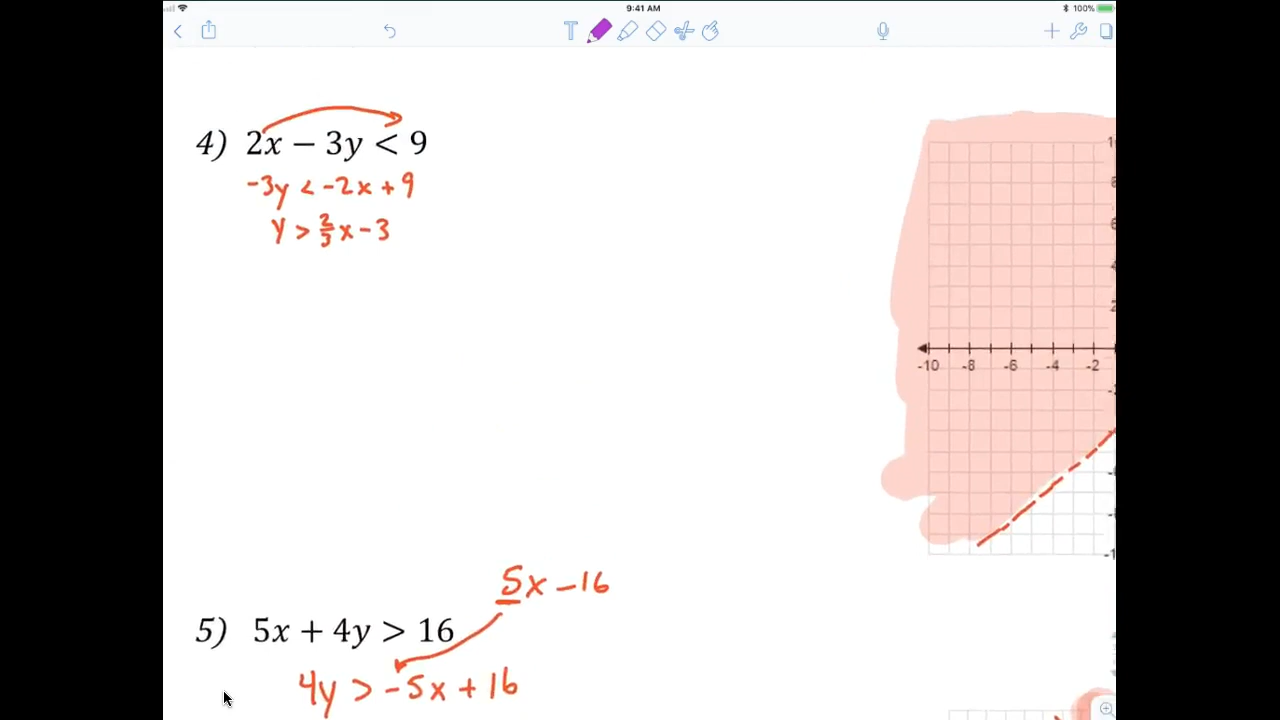 9:41 AM
100%
T
4) 2x − 3y < 9
-3y < -2x + 9
y > 2/3 x - 3
-10 -8 -6 -4 -2
5x - 16
5) 5x + 4y > 16
4y > -5x + 16